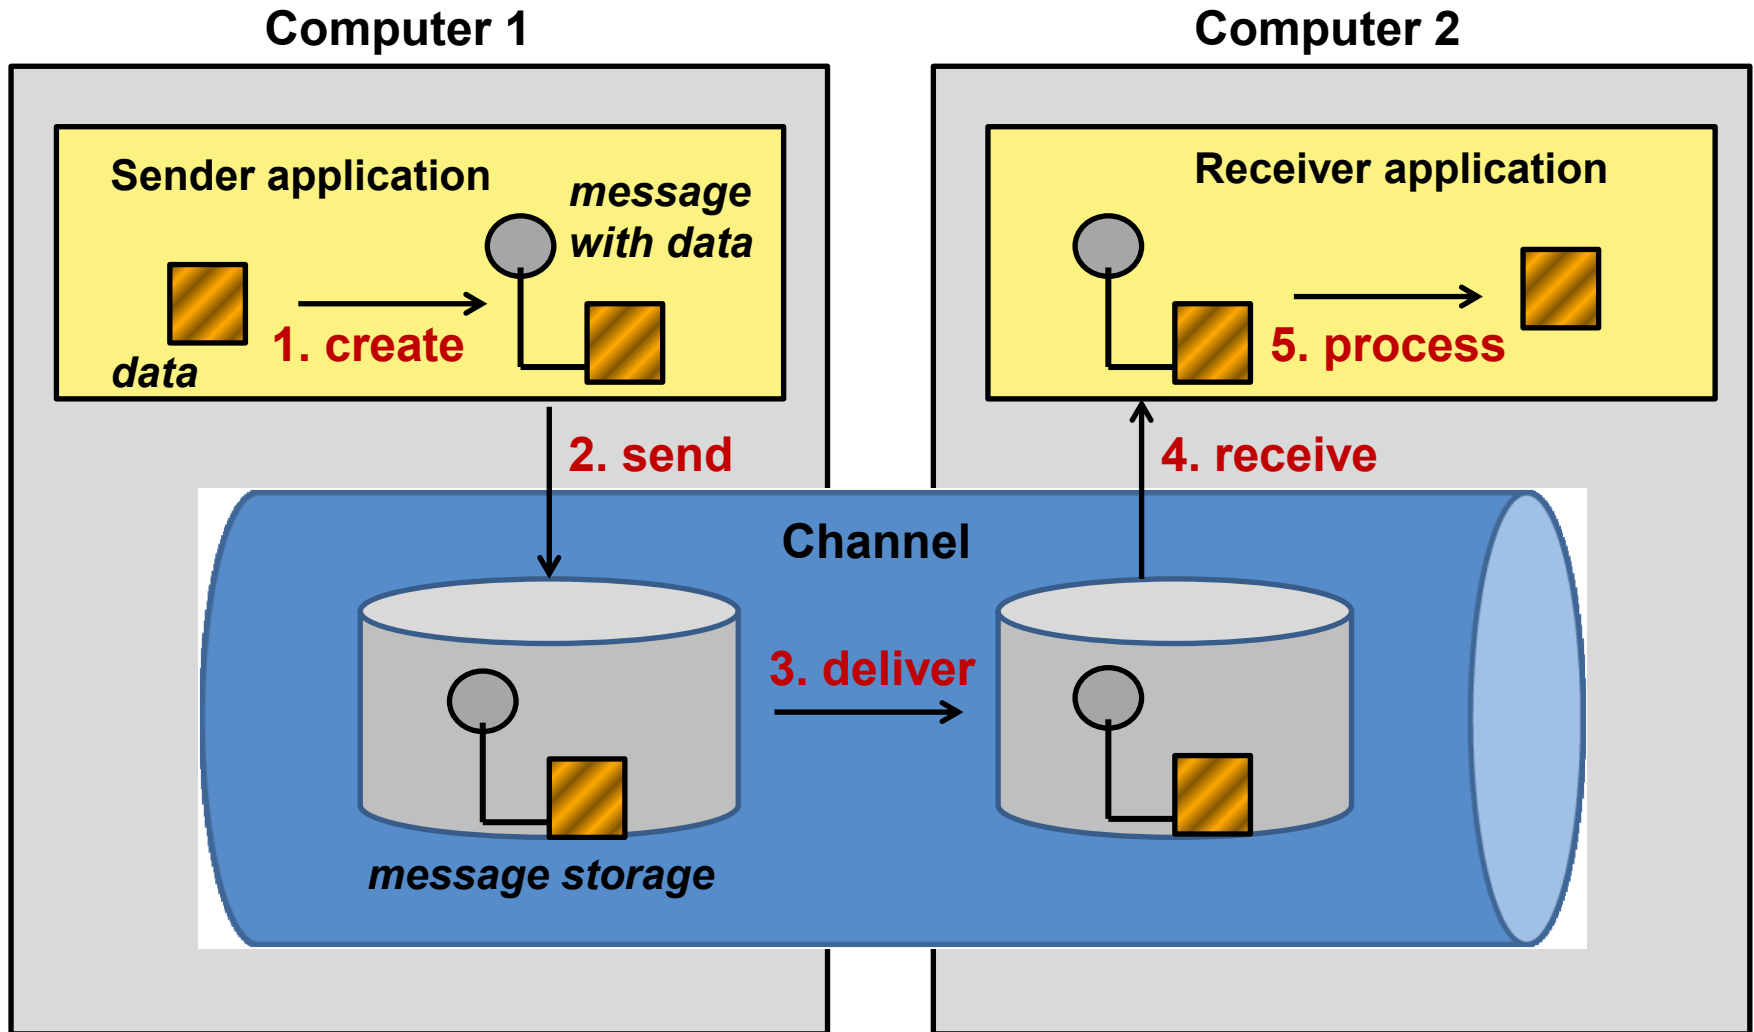 Computer 1
Computer 2
Sender application
message
with data
1. create
data
Receiver application
5. process
2. send
4. receive
Channel
3. deliver
message storage